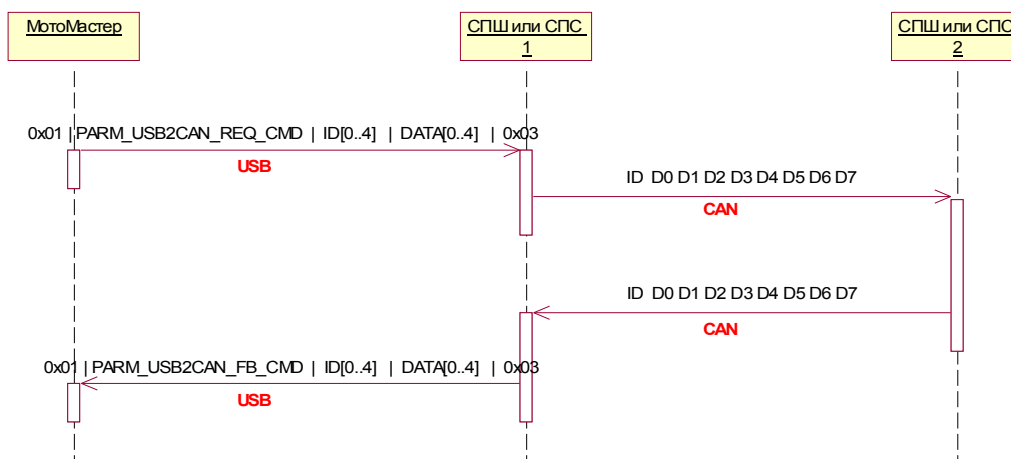 МотоМастер
СПШ или СПС
1
СПШ или СПС
2
0x01 | PARM_USB2CAN_REQ_CMD | ID[0..4] | DATA[0..4] | 0x03
USB
ID D0 D1 D2 D3 D4 D5 D6 D7
CAN
ID D0 D1 D2 D3 D4 D5 D6 D7
CAN
0x01 | PARM_USB2CAN_FB_CMD | ID[0..4] | DATA[0..4] | 0x03
USB